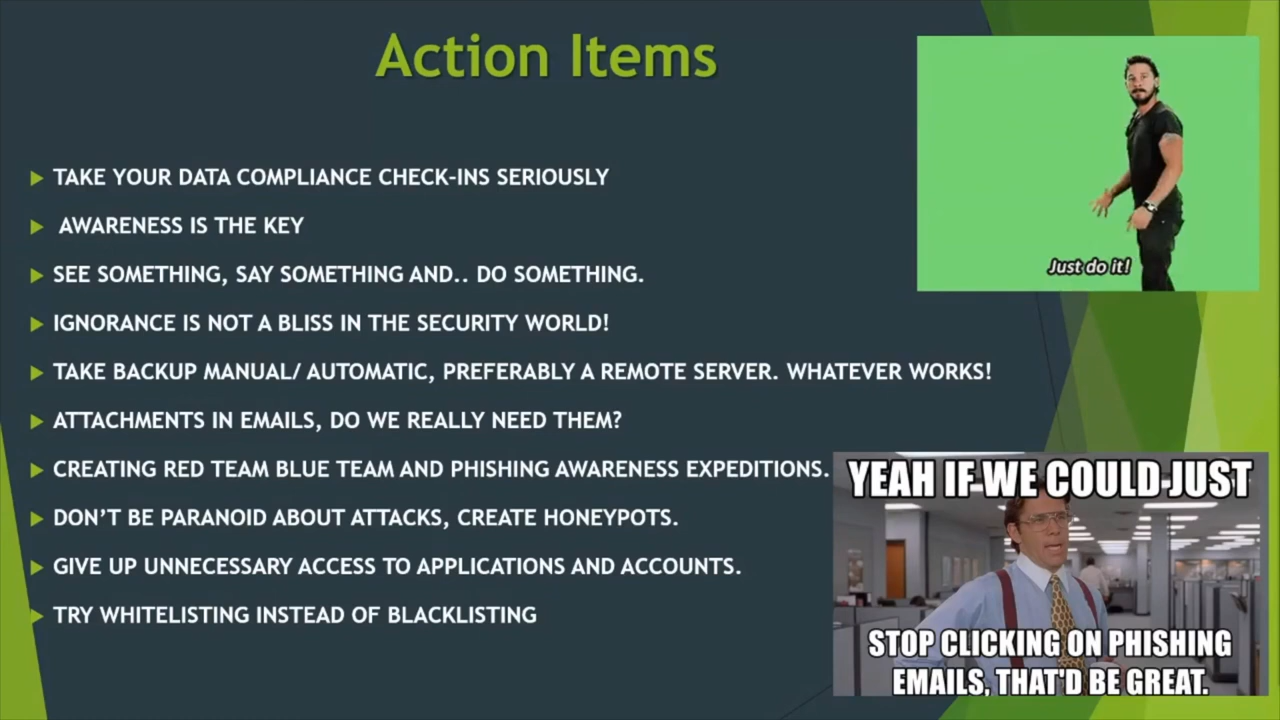 Action Items
Just do it!
TAKE YOUR DATA COMPLIANCE CHECK-INS SERIOUSLY
AWARENESS IS THE KEY
SEE SOMETHING, SAY SOMETHING AND.. DO SOMETHING.
IGNORANCE IS NOT A BLISS IN THE SECURITY WORLD!
TAKE BACKUP MANUAL/ AUTOMATIC, PREFERABLY A REMOTE SERVER. WHATEVER WORKS!
ATTACHMENTS IN EMAILS, DO WE REALLY NEED THEM?
CREATING RED TEAM BLUE TEAM AND PHISHING AWARENESS EXPEDITIONS.
DON'T BE PARANOID ABOUT ATTACKS, CREATE HONEYPOTS.
GIVE UP UNNECESSARY ACCESS TO APPLICATIONS AND ACCOUNTS.
TRY WHITELISTING INSTEAD OF BLACKLISTING
YEAH IF WE COULD JUST
STOP CLICKING ON PHISHING
EMAILS, THAT'D BE GREAT.